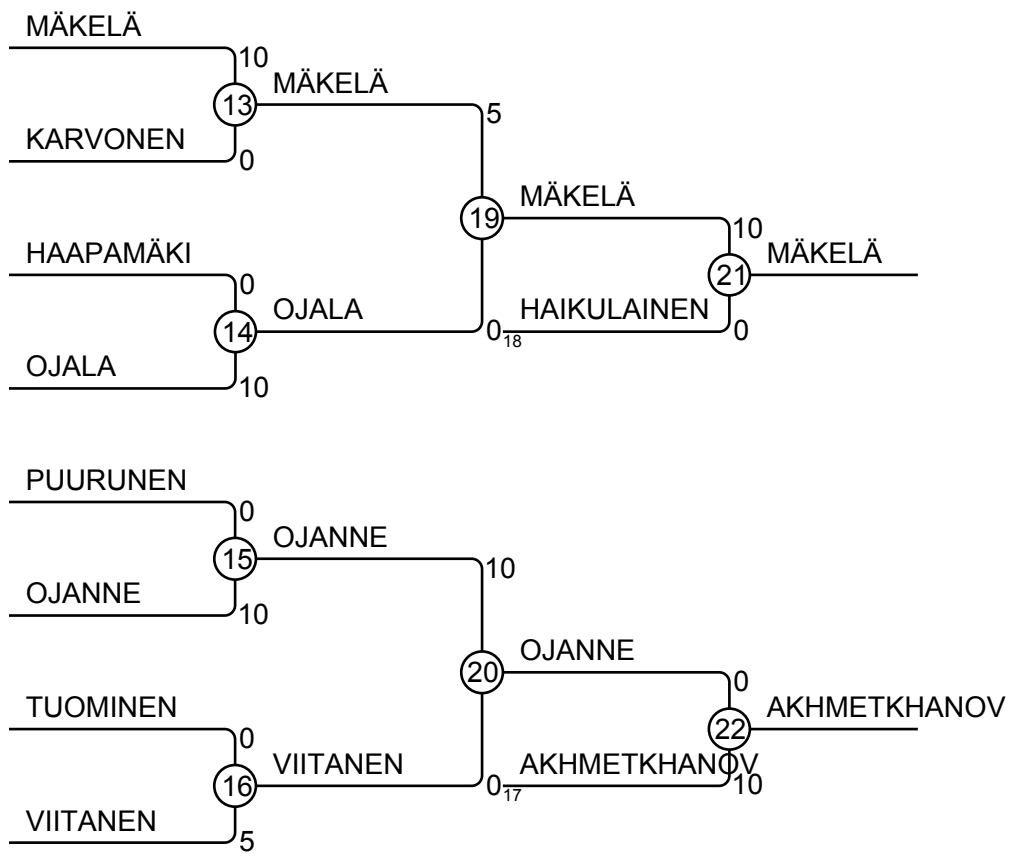 MÄKELÄ
10
13
MÄKELÄ
5
KARVONEN
0
19
MÄKELÄ
10
HAAPAMÄKI
0
21
MÄKELÄ
14
OJALA
0
18
HAIKULAINEN
0
OJALA
10
PUURUNEN
0
15
OJANNE
10
OJANNE
10
20
OJANNE
0
TUOMINEN
0
22
AKHMETKHANOV
16
VIITANEN
0
17
AKHMETKHANOV
10
VIITANEN
5